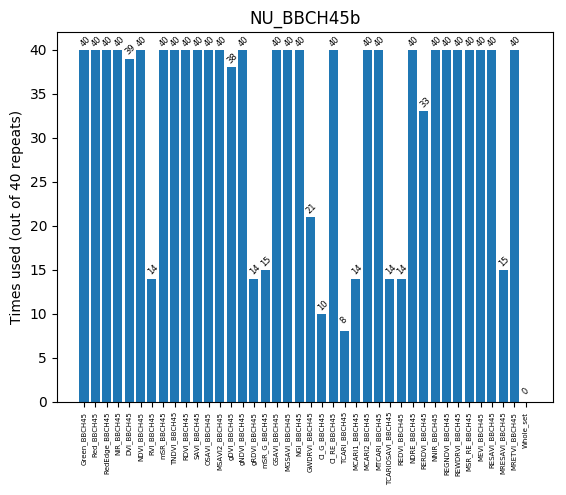 NU_BBCH45b
Times used (out of 40 repeats)
40
35
30
25
20
15
10
5
0
40
40
40
40
39
40
14
40
40
40
40
40
40
38
40
14
15
40
40
40
21
10
40
8
14
40
40
14
14
40
33
40
40
40
40
40
40
15
40
0
Green_BBCH45
Red_BBCH45
RedEdge_BBCH45
NIR_BBCH45
DVI_BBCH45
NDVI_BBCH45
RVI_BBCH45
mSR_BBCH45
TNDVI_BBCH45
RDVI_BBCH45
SAVI_BBCH45
OSAVI_BBCH45
MSAVI2_BBCH45
gDVI_BBCH45
gNDVI_BBCH45
gRDVI_BBCH45
mSR_G_BBCH45
GSAVI_BBCH45
MGSAVI_BBCH45
NGI_BBCH45
GWDRVI_BBCH45
CI_G_BBCH45
CI_RE_BBCH45
TCARI_BBCH45
MCARI1_BBCH45
MCARI2_BBCH45
MTCARI_BBCH45
TCARIOSAVI_BBCH45
REDVI_BBCH45
NDRE_BBCH45
RERDVI_BBCH45
NNIR_BBCH45
REGNDVI_BBCH45
REWDRVI_BBCH45
MSR_RE_BBCH45
MEVI_BBCH45
RESAVI_BBCH45
MRESAVI_BBCH45
MRETVI_BBCH45
Whole_set